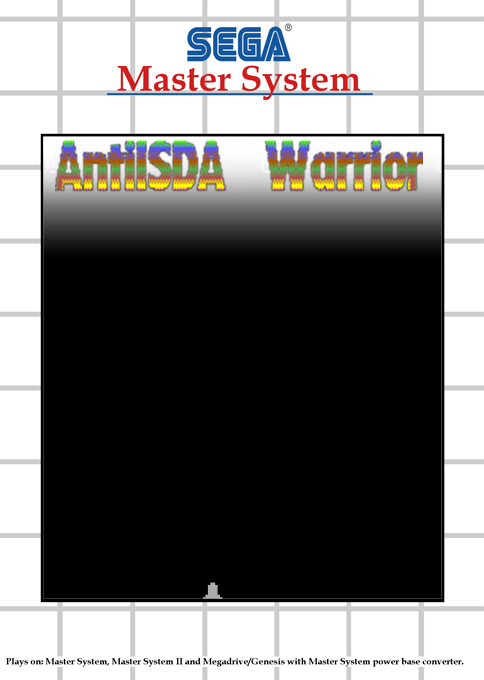 SEGA®
Master System
AntiISDA Warrior
Plays on: Master System, Master System II and Megadrive/Genesis with Master System power base converter.